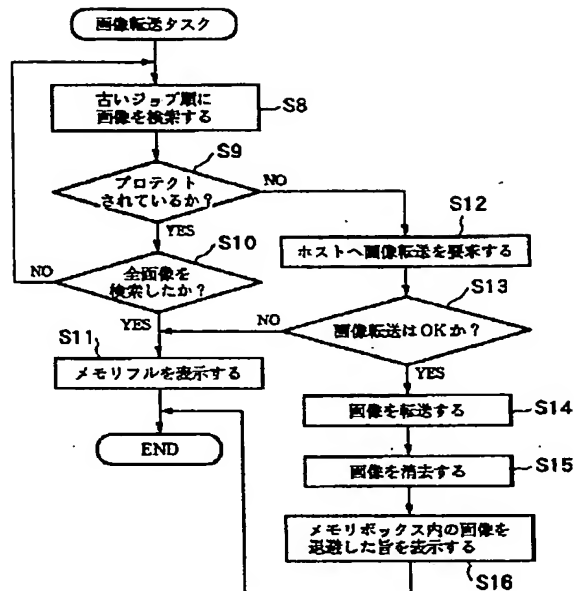 画像転送タスク
古いジョブ順に
画像を検索する
S8
S9
プロテクト
されているか?
NO
YES
S10
全画像を
検索したか?
NO
YES
S11
メモリフルを表示する
END
S12
ホストへ画像転送を要求する
S13
画像転送はOKか?
NO
YES
画像を転送する
S14
画像を消去する
S15
メモリボックス内の画像を
退避した旨を表示する
S16